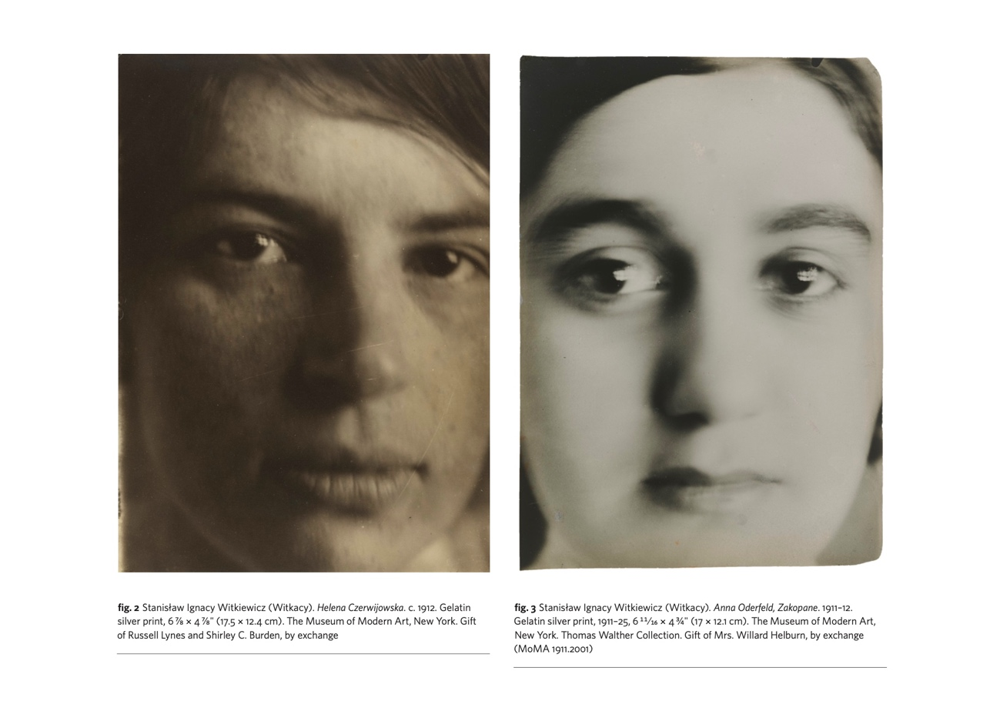 fig. 2 Stanisław Ignacy Witkiewicz (Witkacy). Helena Czerwijowska. c. 1912. Gelatin
silver print, 6 ⅞ × 4 ⅞" (17.5 × 12.4 cm). The Museum of Modern Art, New York. Gift
of Russell Lynes and Shirley C. Burden, by exchange
fig. 3 Stanisław Ignacy Witkiewicz (Witkacy). Anna Oderfeld, Zakopane. 1911–12.
Gelatin silver print, 1911–25, 6 ¹¹⁄₁₆ × 4 ¾" (17 × 12.1 cm). The Museum of Modern Art,
New York. Thomas Walther Collection. Gift of Mrs. Willard Helburn, by exchange
(MoMA 1911.2001)